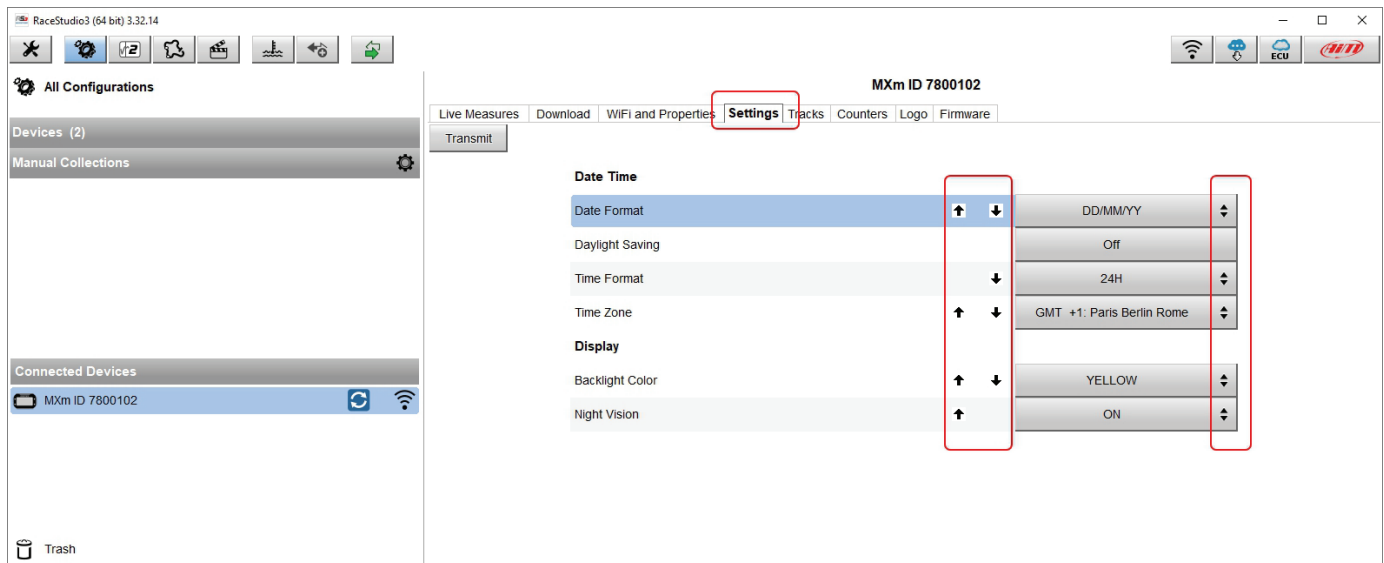 RaceStudio3 (64 bit) 3.32.14
ECU
AiM
All Configurations
Devices (2)
Manual Collections
Connected Devices
MXm ID 7800102
Trash
MXm ID 7800102
Live Measures Download WiFi and Properties Settings Tracks Counters Logo Firmware
Transmit
Date Time
Date Format DD/MM/YY
Daylight Saving Off
Time Format 24H
Time Zone GMT +1: Paris Berlin Rome
Display
Backlight Color YELLOW
Night Vision ON